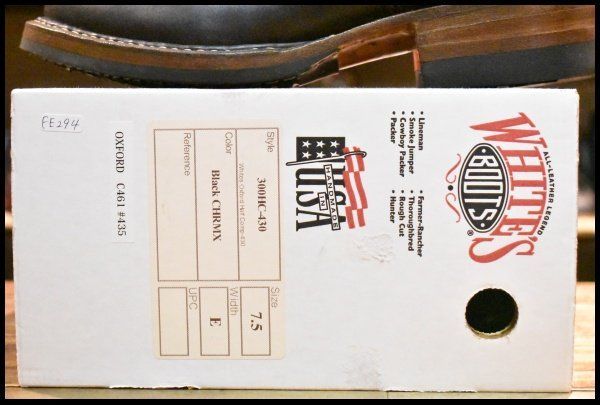 ALL-LEATHER LEGEND
WHITE'S
BOOTS®
• Lineman
• Smoke Jumper
• Cowboy Packer
• Packer
• Farmer-Rancher
• Thoroughbred
• Rough Cut
• Hunter
HANDMADE
IN
USA
EE294
OXFORD C461 #435
Style 300HC-430
Whites Oxford Half Comp 430
Color Black CHRMX
Reference
Size 7.5
Width E
UPC